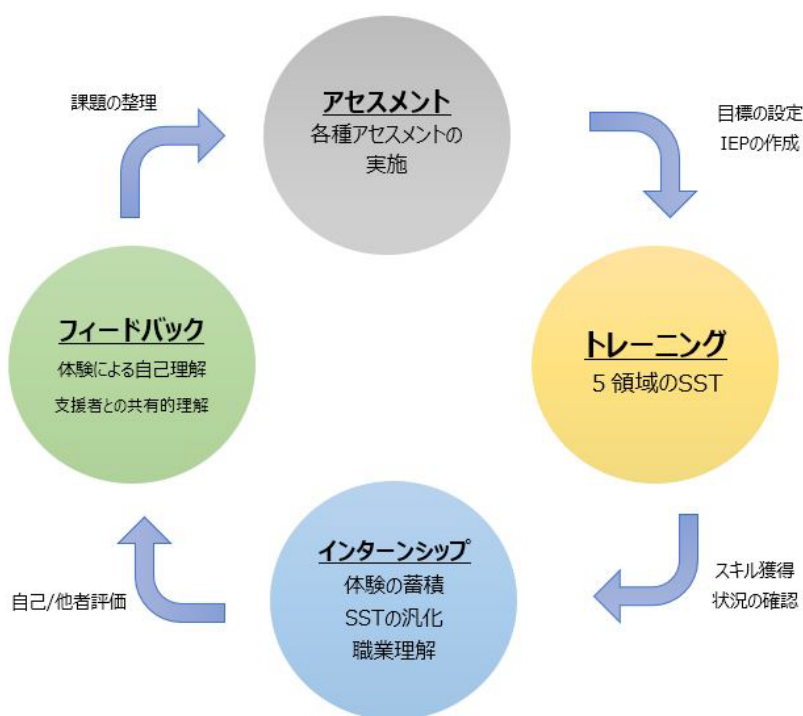 課題の整理
アセスメント
各種アセスメントの
実施
目標の設定
IEPの作成
トレーニング
5領域のSST
スキル獲得
状況の確認
インターンシップ
体験の蓄積
SSTの汎化
職業理解
自己/他者評価
フィードバック
体験による自己理解
支援者との共有的理解